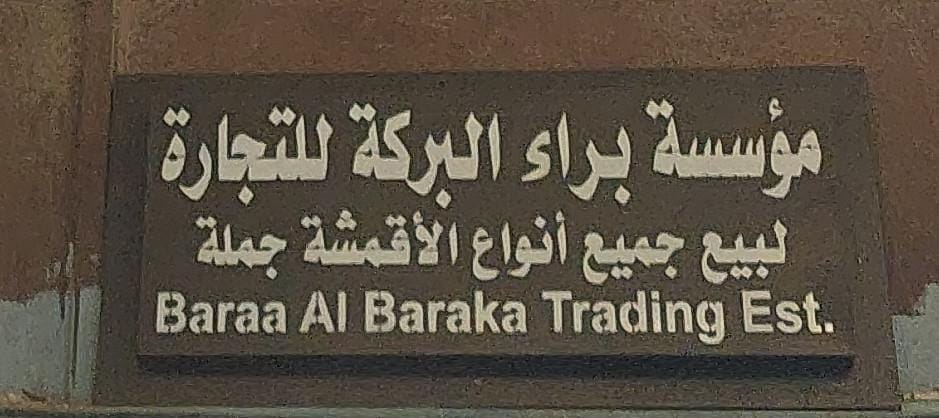 مؤسسة براء البركة للتجارة
لبيع جميع أنواع الأقمشة جملة
Baraa Al Baraka Trading Est.